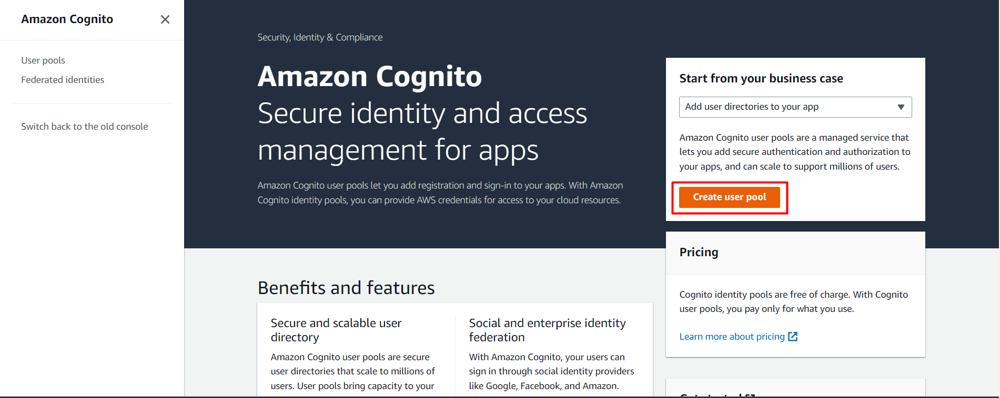 Amazon Cognito
User pools
Federated identities
Switch back to the old console
Security, Identity & Compliance
Amazon Cognito
Secure identity and access
management for apps
Amazon Cognito user pools let you add registration and sign-in to your apps. With Amazon
Cognito identity pools, you can provide AWS credentials for access to your cloud resources.
Start from your business case
Add user directories to your app
Amazon Cognito user pools are a managed service that
lets you add secure authentication and authorization to
your apps, and can scale to support millions of users.
Create user pool
Pricing
Cognito identity pools are free of charge. With Cognito
user pools, you pay only for what you use.
Learn more about pricing
Benefits and features
Secure and scalable user
directory
Amazon Cognito user pools are secure
user directories that scale to millions of
users. User pools bring capacity to your
Social and enterprise identity
federation
With Amazon Cognito, your users can
sign in through social identity providers
like Google, Facebook, and Amazon.